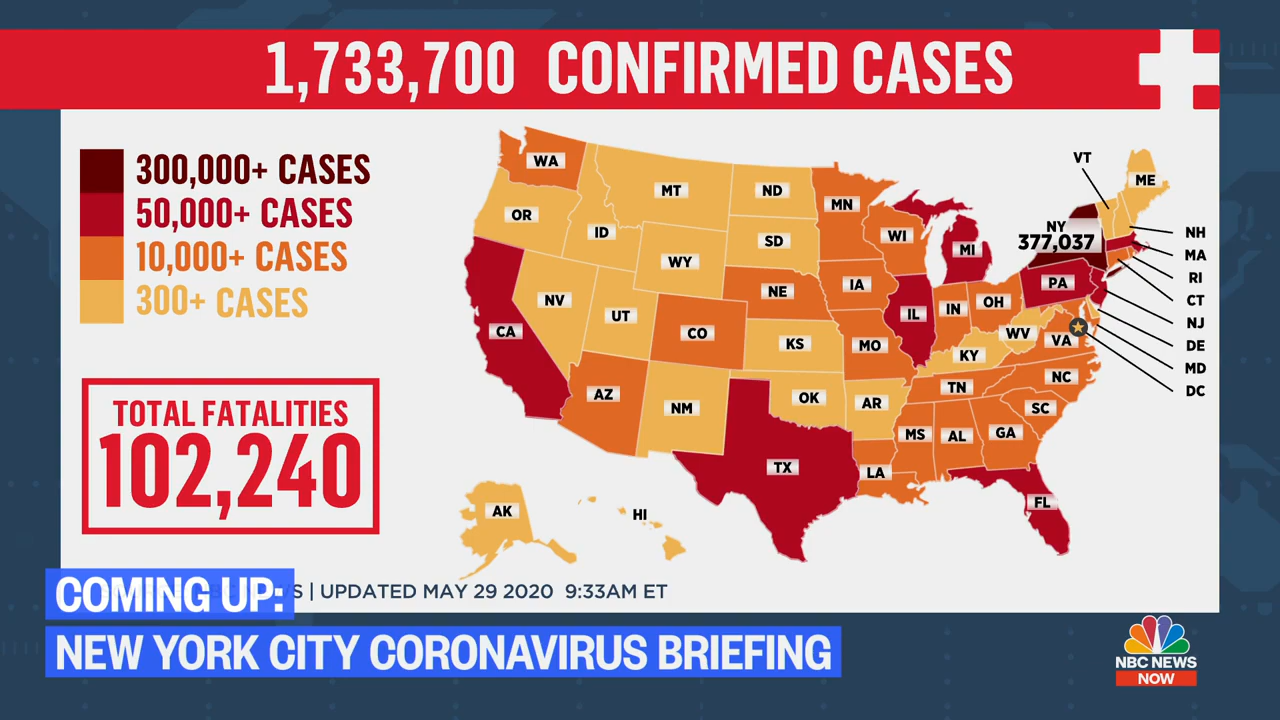 1,733,700 CONFIRMED CASES
300,000+ CASES
50,000+ CASES
10,000+ CASES
300+ CASES
TOTAL FATALITIES
102,240
WA
MT
ND
MN
OR
ID
SD
WI
MI
WY
NV
UT
CO
NE
IA
IL
IN
OH
PA
NY
377,037
VT
ME
NH
MA
RI
CT
NJ
DE
MD
DC
CA
KS
MO
KY
WV
VA
AZ
NM
OK
AR
TN
NC
SC
MS
AL
GA
TX
LA
FL
AK
HI
S | UPDATED MAY 29 2020 9:33AM ET
COMING UP:
NEW YORK CITY CORONAVIRUS BRIEFING
NBC NEWS
NOW